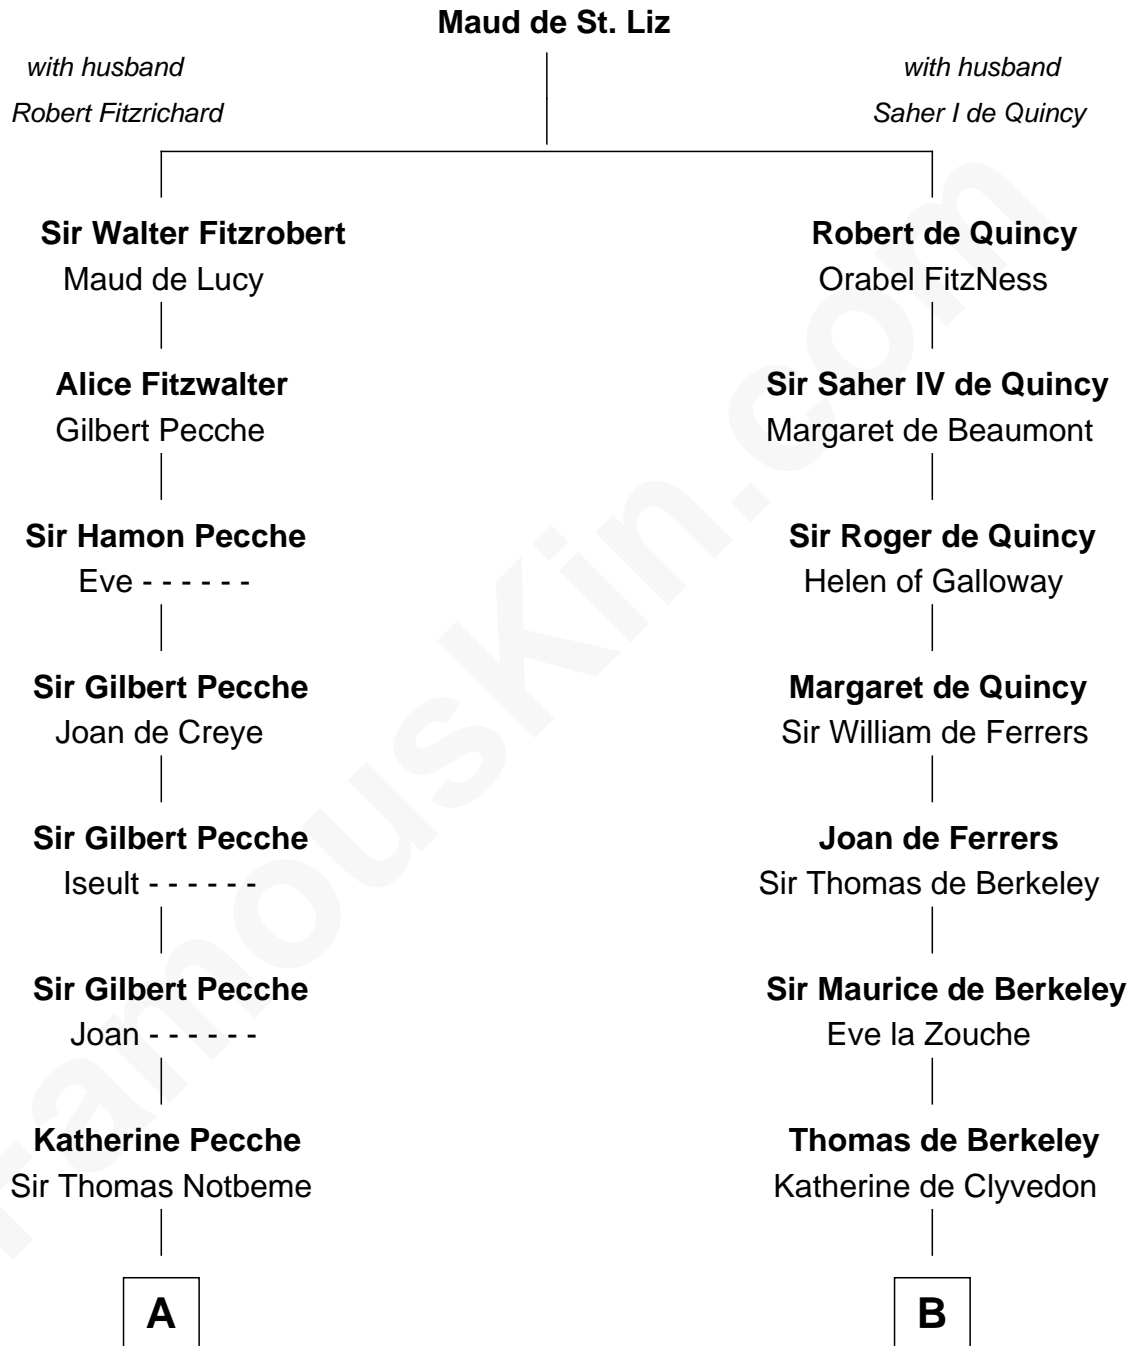 Maud de St. Liz
with husband
Robert Fitzrichard
with husband
Saher I de Quincy
Sir Walter Fitzrobert
Maud de Lucy
Robert de Quincy
Orabel FitzNess
Alice Fitzwalter
Gilbert Pecche
Sir Saher IV de Quincy
Margaret de Beaumont
Sir Hamon Pecche
Eve - - - - - -
Sir Roger de Quincy
Helen of Galloway
Sir Gilbert Pecche
Joan de Creye
Margaret de Quincy
Sir William de Ferrers
Sir Gilbert Pecche
Iseult - - - - - -
Joan de Ferrers
Sir Thomas de Berkeley
Sir Gilbert Pecche
Joan - - - - - -
Sir Maurice de Berkeley
Eve la Zouche
Katherine Pecche
Sir Thomas Notbeme
Thomas de Berkeley
Katherine de Clyvedon
A
B
FamousKin.com